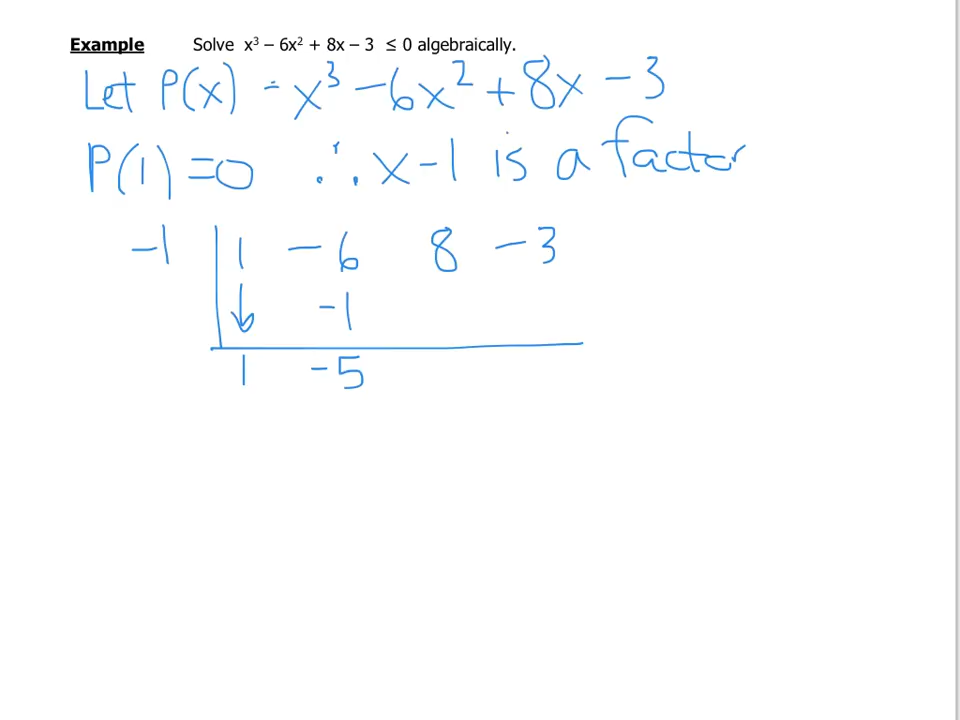 Example Solve x³ – 6x² + 8x – 3 ≤ 0 algebraically.
Let P(x) = x³ - 6x² + 8x - 3
P(1) = 0 ∴ x - 1 is a factor
-1 | 1 - 6 8 - 3
↓ - 1
1 - 5